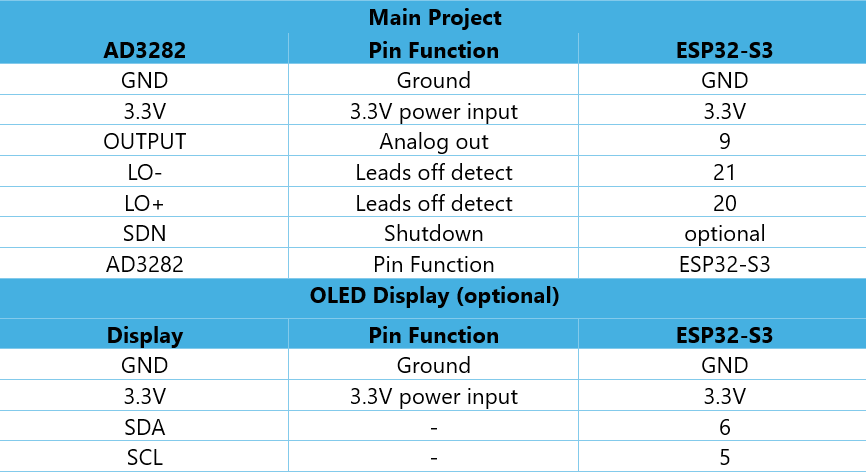 Main Project
AD3282 Pin Function ESP32-S3
GND Ground GND
3.3V 3.3V power input 3.3V
OUTPUT Analog out 9
LO- Leads off detect 21
LO+ Leads off detect 20
SDN Shutdown optional
AD3282 Pin Function ESP32-S3
OLED Display (optional)
Display Pin Function ESP32-S3
GND Ground GND
3.3V 3.3V power input 3.3V
SDA - 6
SCL - 5